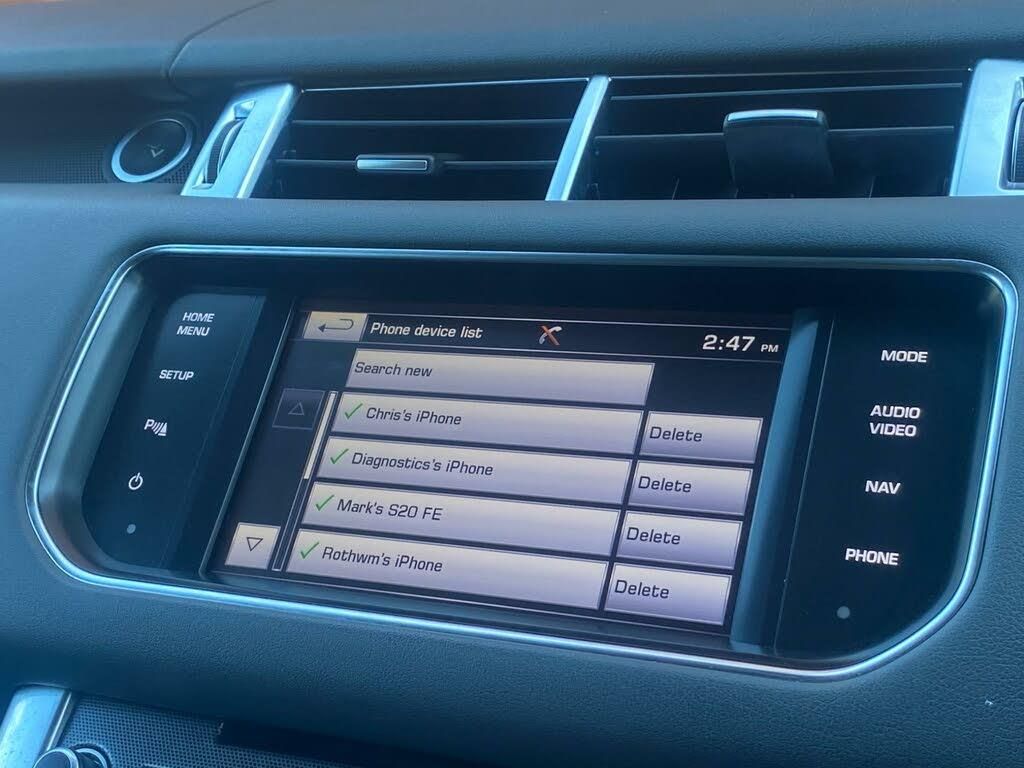 HOME
MENU
SETUP
P
Phone device list
2:47 PM
Search new
Chris's iPhone
Delete
Diagnostics's iPhone
Delete
Mark's S20 FE
Delete
Rothwm's iPhone
Delete
MODE
AUDIO
VIDEO
NAV
PHONE